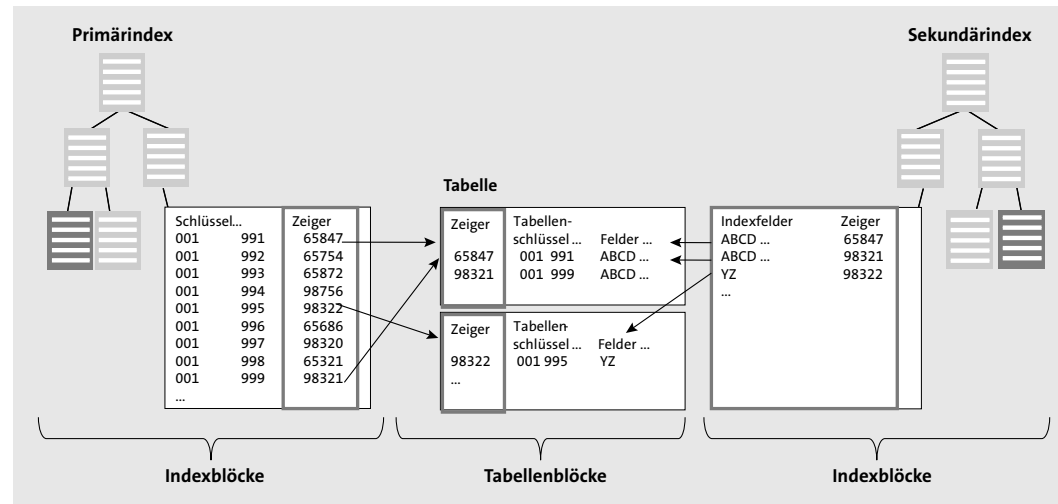 Primärindex
Sekundärindex
Schlüssel... Zeiger
001 991 65847
001 992 65754
001 993 65872
001 994 98756
001 995 98322
001 996 65686
001 997 98320
001 998 65321
001 999 98321
...
Tabelle
Zeiger Tabellen-
schlüssel ... Felder ...
65847 001 991 ABCD ...
98321 001 999 ABCD ...
Zeiger Tabellen-
schlüssel ... Felder ...
98322 001 995 YZ
...
Indexfelder Zeiger
ABCD ... 65847
ABCD ... 98321
YZ 98322
...
Indexblöcke
Tabellenblöcke
Indexblöcke